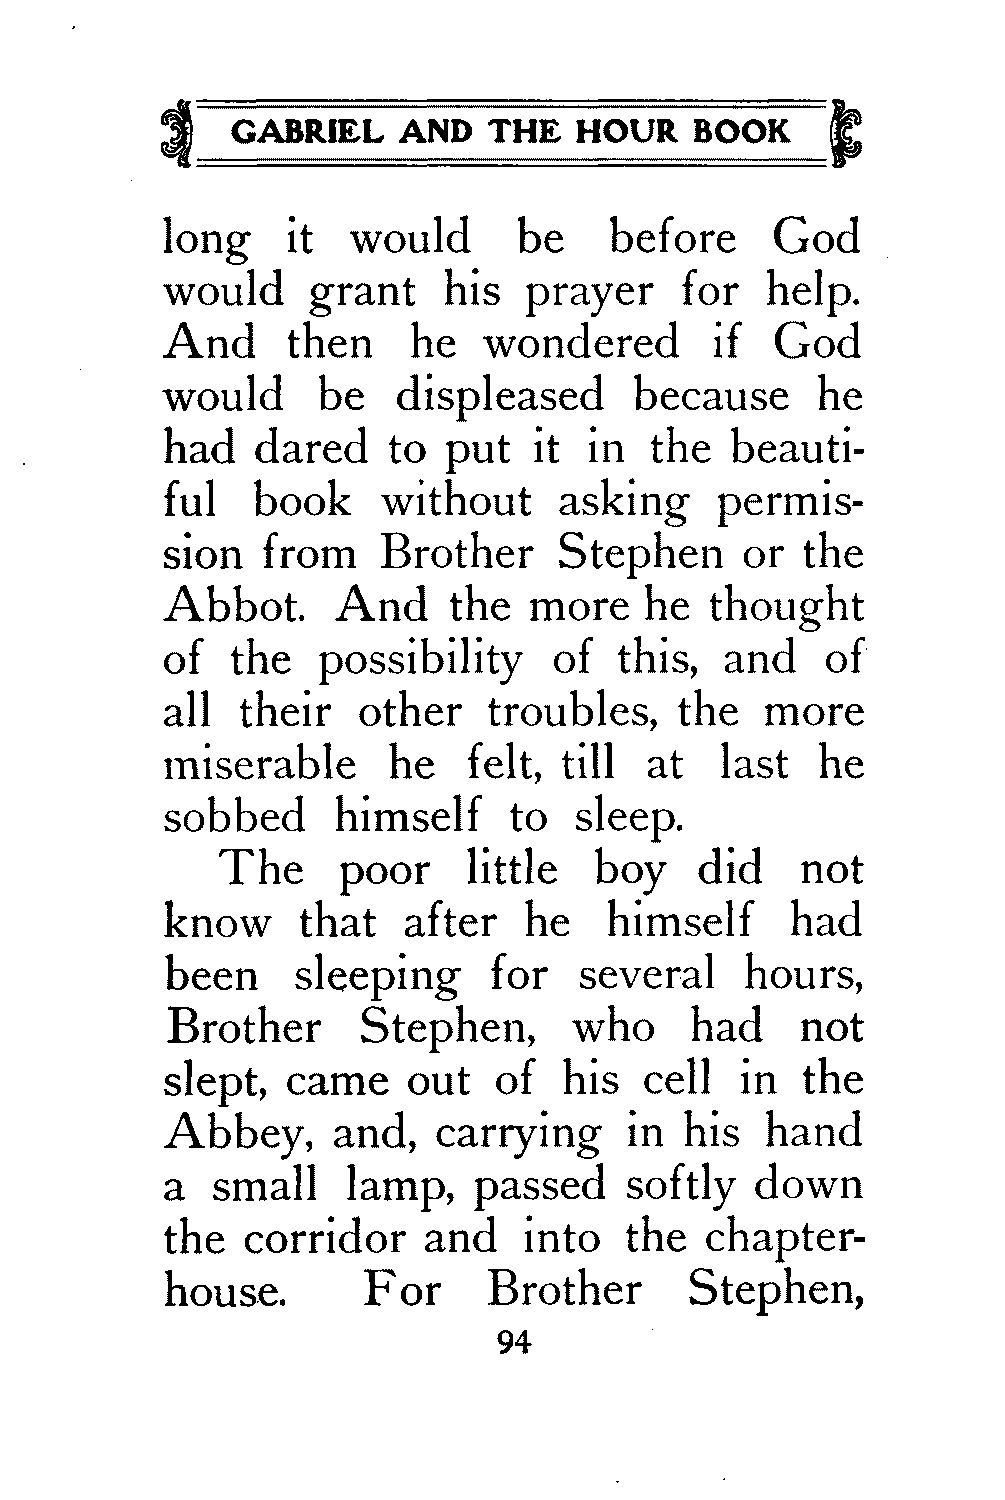 GABRIEL AND THE HOUR BOOK
long it would be before God
would grant his prayer for help.
And then he wondered if God
would be displeased because he
had dared to put it in the beauti-
ful book without asking permis-
sion from Brother Stephen or the
Abbot. And the more he thought
of the possibility of this, and of
all their other troubles, the more
miserable he felt, till at last he
sobbed himself to sleep.
The poor little boy did not
know that after he himself had
been sleeping for several hours,
Brother Stephen, who had not
slept, came out of his cell in the
Abbey, and, carrying in his hand
a small lamp, passed softly down
the corridor and into the chapter-
house. For Brother Stephen,
94